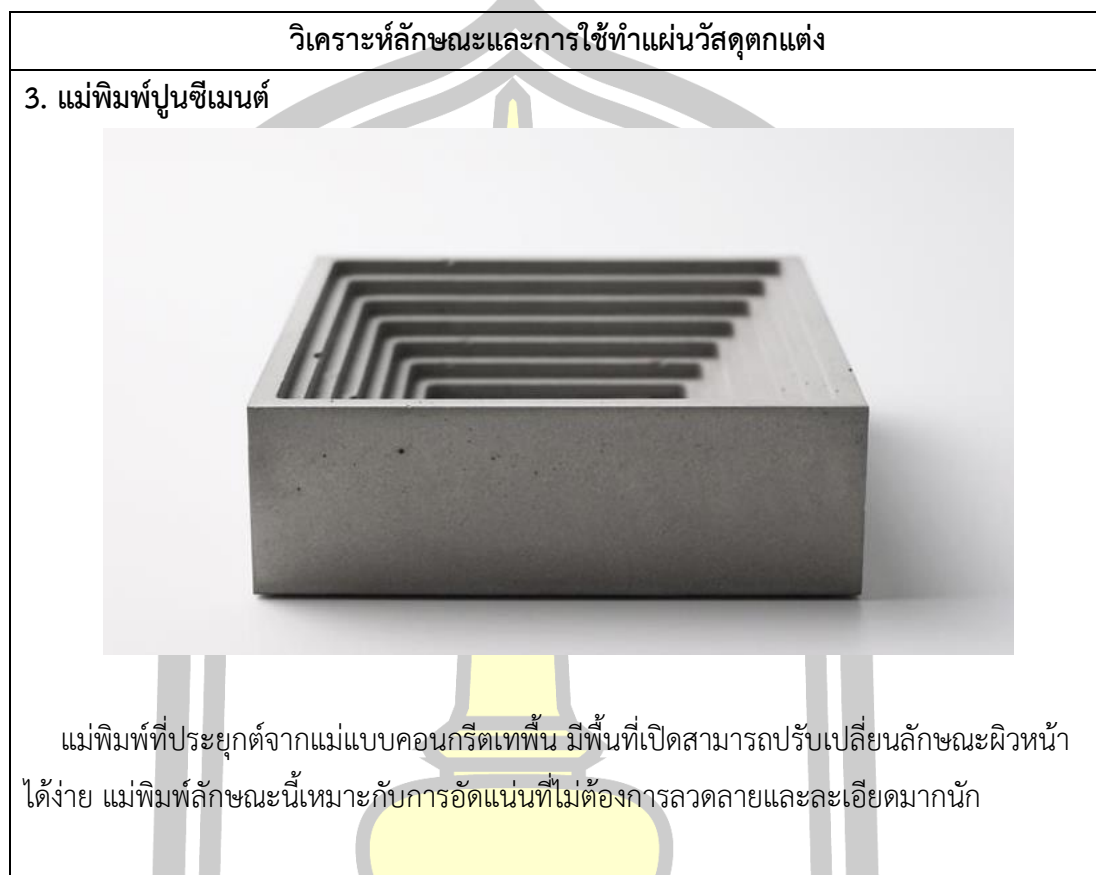 วิเคราะห์ลักษณะและการใช้ทำแผ่นวัสดุตกแต่ง
3. แม่พิมพ์ปูนซีเมนต์
แม่พิมพ์ที่ประยุกต์จากแม่แบบคอนกรีตเทพื้น มีพื้นที่เปิดสามารถปรับเปลี่ยนลักษณะผิวหน้า
ได้ง่าย แม่พิมพ์ลักษณะนี้เหมาะกับการอัดแน่นที่ไม่ต้องการลวดลายและละเอียดมากนัก